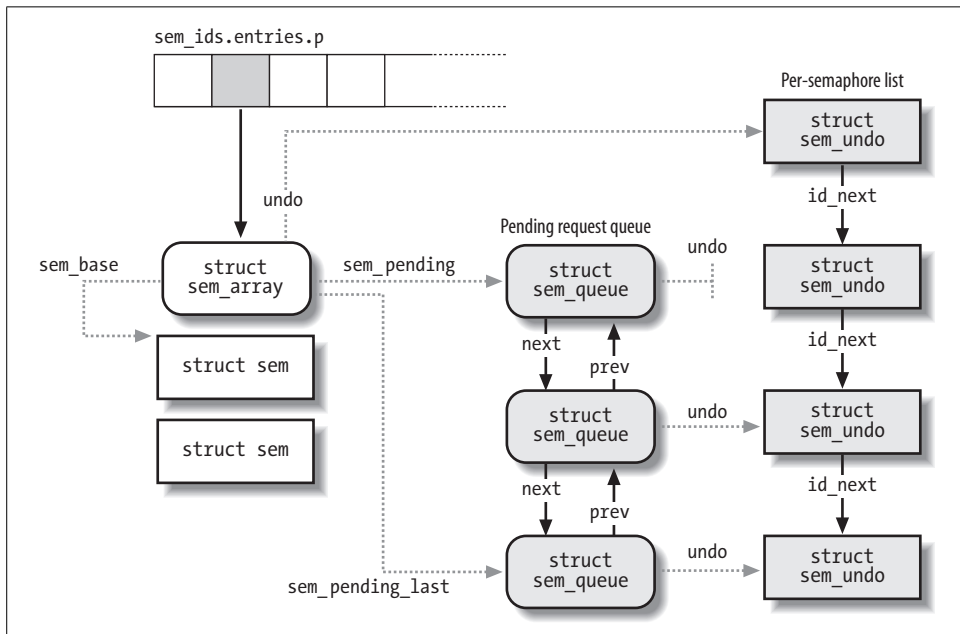 sem_ids.entries.p
Per-semaphore list
struct
sem_undo
undo
id_next
Pending request queue
undo
sem_base
struct
sem_array
sem_pending
struct
sem_queue
struct
sem_undo
next
prev
id_next
struct sem
struct
sem_queue
undo
struct
sem_undo
struct sem
next
prev
id_next
struct
sem_queue
undo
struct
sem_undo
sem_pending_last